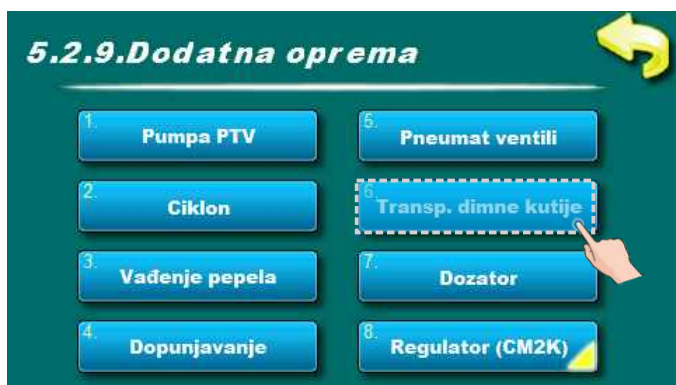 5.2.9.Dodatna oprema
1. Pumpa PTV
2. Ciklon
3. Vađenje pepela
4. Dopunjavanje
5. Pneumat ventili
6. Transp. dimne kutije
7. Dozator
8. Regulator (CM2K)